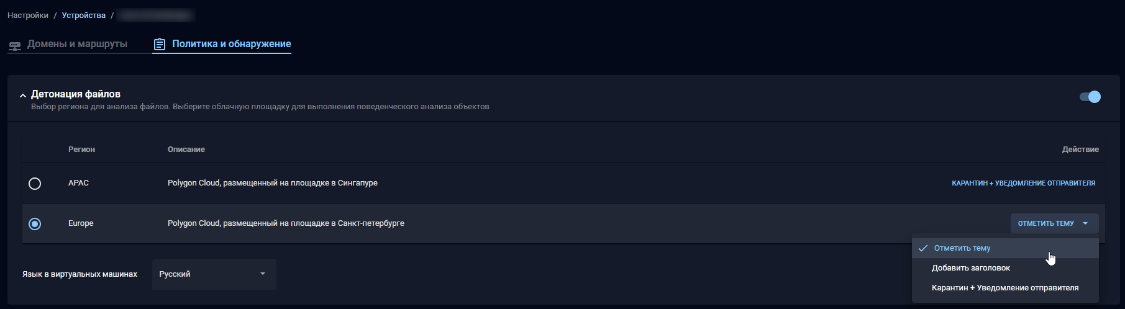 Настройки / Устройства /
Домены и маршруты Политика и обнаружение
Детонация файлов
Выбор региона для анализа файлов. Выберите облачную площадку для выполнения поведенческого анализа объектов
Регион Описание Действие
APAC Polygon Cloud, размещенный на площадке в Сингапуре КАРАНТИН + УВЕДОМЛЕНИЕ ОТПРАВИТЕЛЯ
Europe Polygon Cloud, размещенный на площадке в Санкт-петербурге ОТМЕТИТЬ ТЕМУ
Отметить тему
Добавить заголовок
Язык в виртуальных машинах Русский
Карантин + Уведомление отправителя